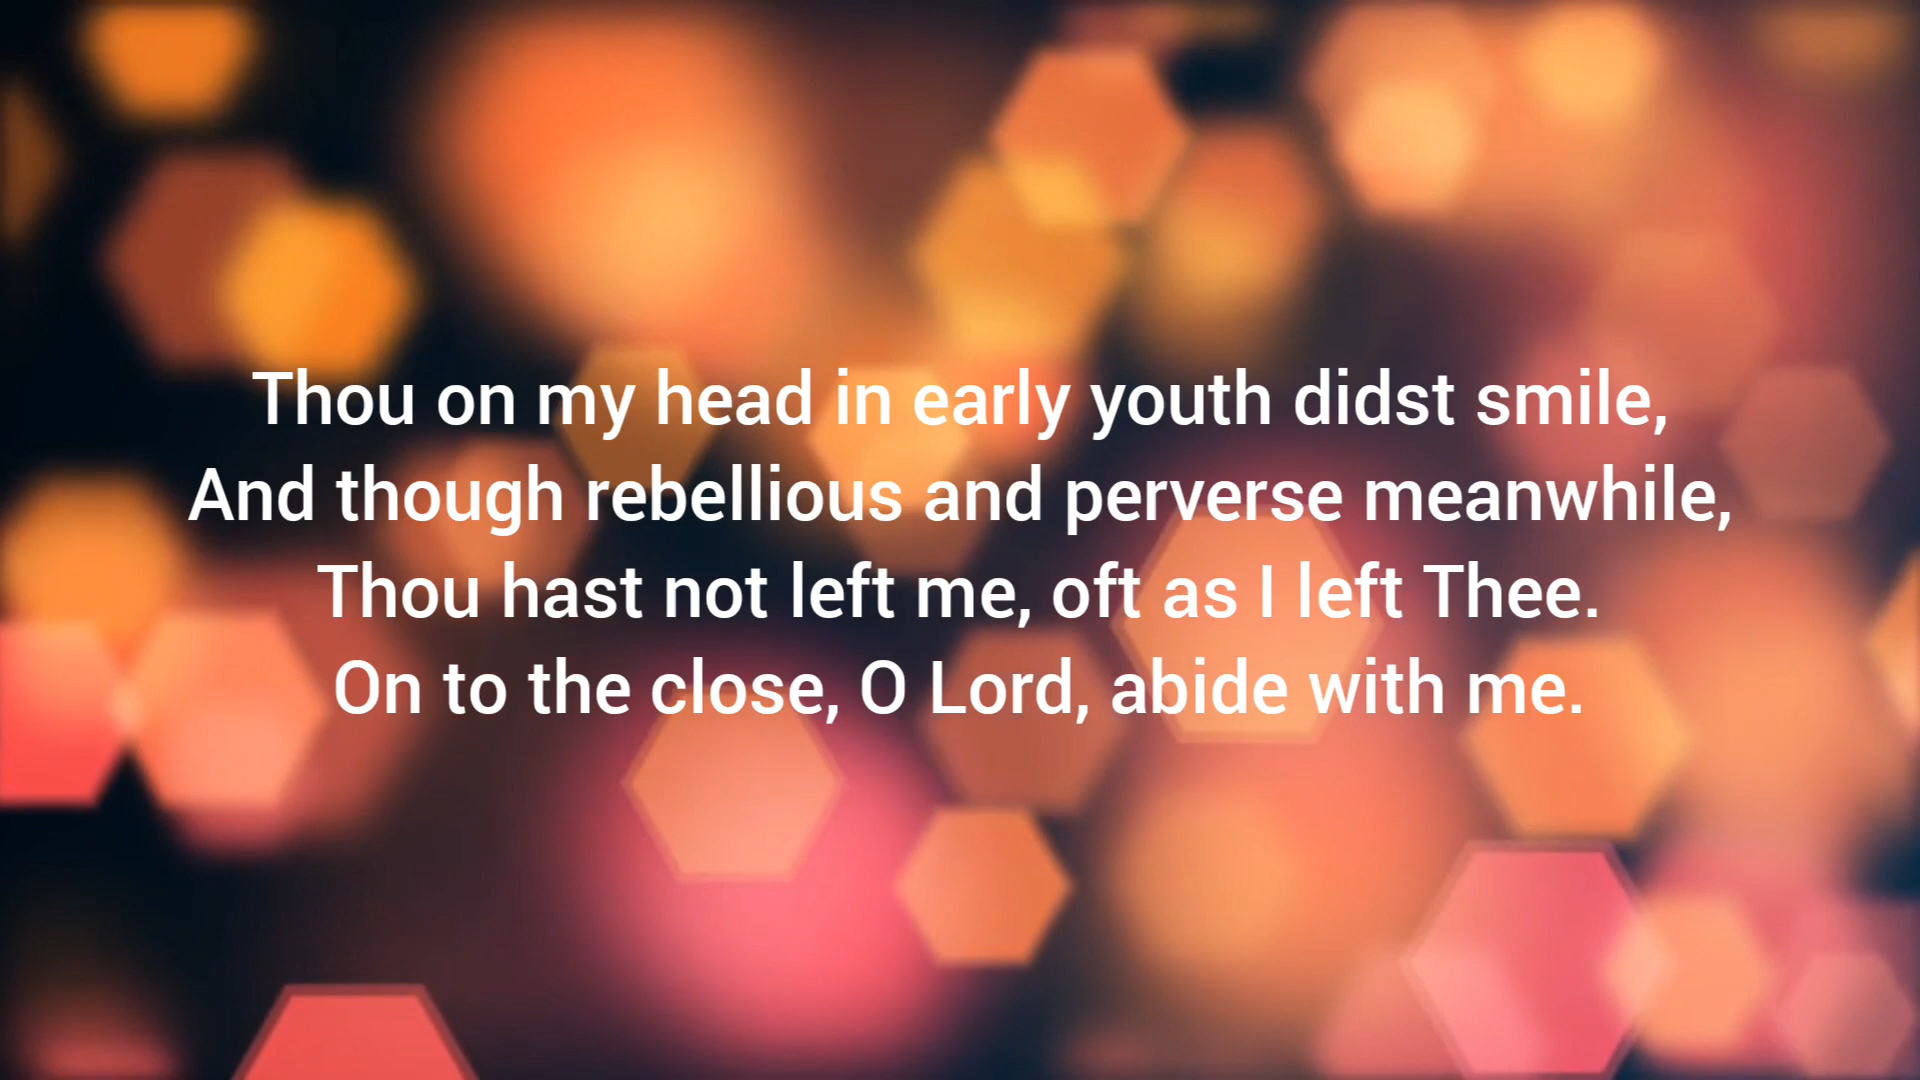 Thou on my head in early youth didst smile,
And though rebellious and perverse meanwhile,
Thou hast not left me, oft as I left Thee.
On to the close, O Lord, abide with me.